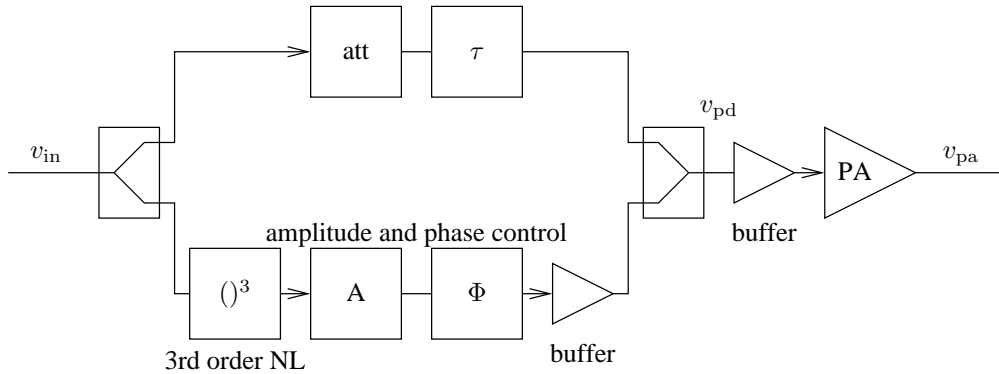 att
τ
v_pd
v_in
PA
v_pa
amplitude and phase control
buffer
()^3
A
Φ
3rd order NL
buffer